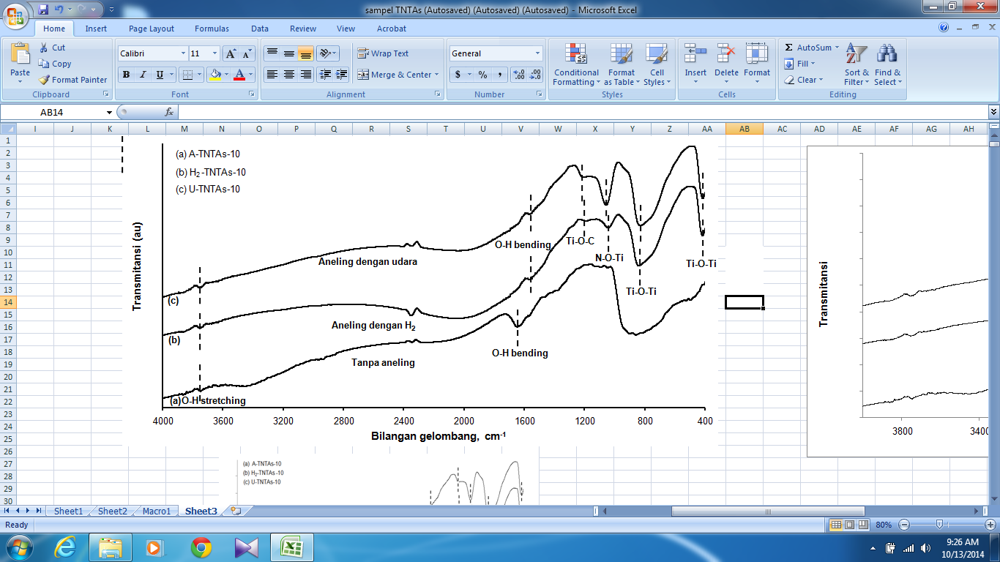 sampel TNTAs (Autosaved) (Autosaved) (Autosaved) - Microsoft Excel
Home Insert Page Layout Formulas Data Review View Acrobat
Paste
Cut
Copy
Format Painter
Clipboard
Calibri 11
B I U
Font
Wrap Text
Merge & Center
Alignment
General
$ % ,
Number
Conditional Formatting
Format as Table
Cell Styles
Styles
Insert Delete Format
Cells
AutoSum
Fill
Clear
Sort & Filter
Find & Select
Editing
AB14
fx
I J K L M N O P Q R S T U V W X Y Z AA AB AC AD AE AF AG AH
1
2
3
4
5
6
7
8
9
10
11
12
13
14
15
16
17
18
19
20
21
22
23
24
25
26
27
28
29
30
(a) A-TNTAs-10
(b) H2 -TNTAs-10
(c) U-TNTAs-10
Transmitansi (au)
O-H bending
Ti-O-C
N-O-Ti
Ti-O-Ti
Ti-O-Ti
Aneling dengan udara
(c)
Aneling dengan H2
(b)
O-H bending
Tanpa aneling
(a)O-H stretching
4000 3600 3200 2800 2400 2000 1600 1200 800 400
Bilangan gelombang, cm-1
Transmitansi
3800 3400
(a) A-TNTAs-10
(b) H2-TNTAs -10
(c) U-TNTAs-10
Sheet1 Sheet2 Macro1 Sheet3
Ready
80%
9:26 AM
10/13/2014